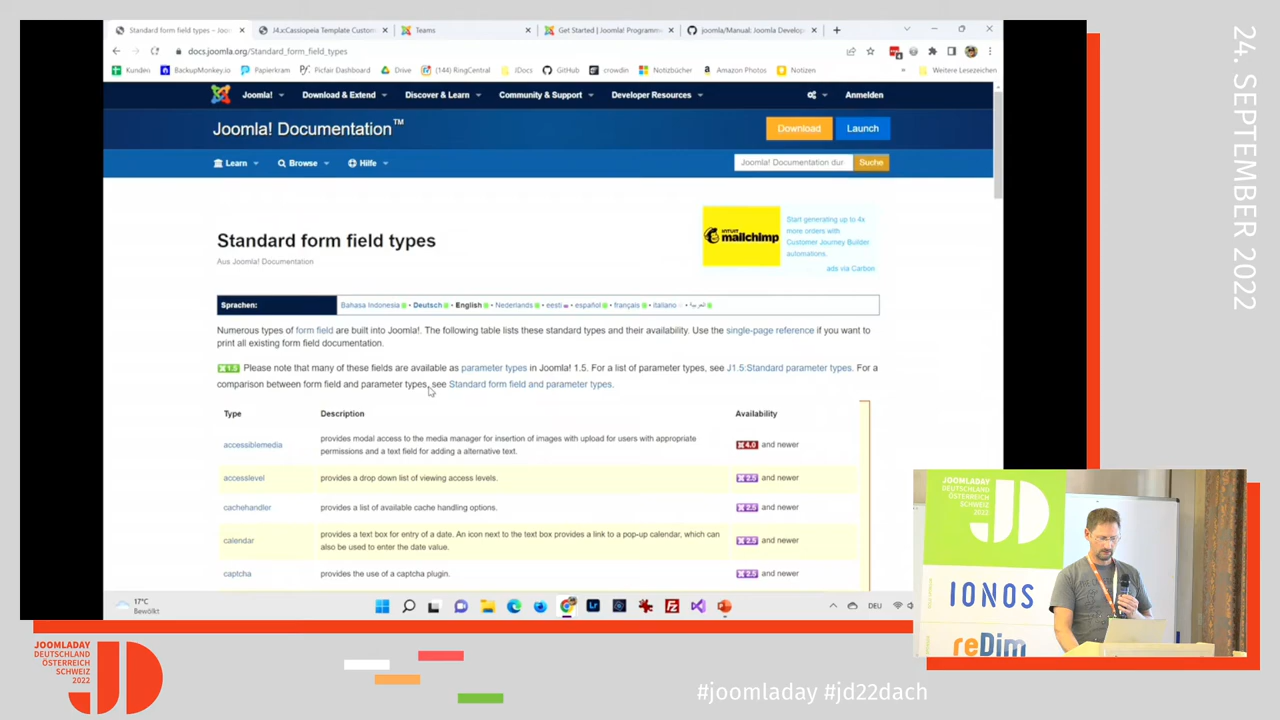 Standard form field types – Joo
J4.x:Cassiopeia Template Custom
Teams
Get Started | Joomla! Programme
joomla/Manual: Joomla Develop
docs.joomla.org/Standard_form_field_types
Kunden
BackupMonkey.io
Papierkram
Picfair Dashboard
Drive
(144) RingCentral
JDocs
GitHub
crowdin
Notizbücher
Amazon Photos
Notizen
»
Weitere Lesezeichen
Joomla!
Download & Extend
Discover & Learn
Community & Support
Developer Resources
Anmelden
Joomla! Documentation™
Download
Launch
Learn
Browse
Hilfe
Joomla! Documentation dur
Suche
Standard form field types
Aus Joomla! Documentation
INTUIT
mailchimp
Start generating up to 4x
more orders with
Customer Journey Builder
automations.
ads via Carbon
Sprachen:
Bahasa Indonesia • Deutsch • English • Nederlands • eesti • español • français • italiano • العربية
Numerous types of form field are built into Joomla!. The following table lists these standard types and their availability. Use the single-page reference if you want to
print all existing form field documentation.
1.5 Please note that many of these fields are available as parameter types in Joomla! 1.5. For a list of parameter types, see J1.5:Standard parameter types. For a
comparison between form field and parameter types, see Standard form field and parameter types.
Type Description Availability
accessiblemedia provides modal access to the media manager for insertion of images with upload for users with appropriate
permissions and a text field for adding a alternative text. 4.0 and newer
accesslevel provides a drop down list of viewing access levels. 2.5 and newer
cachehandler provides a list of available cache handling options. 2.5 and newer
calendar provides a text box for entry of a date. An icon next to the text box provides a link to a pop-up calendar, which can
also be used to enter the date value. 2.5 and newer
captcha provides the use of a captcha plugin. 2.5 and newer
17°C
Bewölkt
DEU
24. SEPTEMBER 2022
JOOMLADAY
DEUTSCHLAND
ÖSTERREICH
SCHWEIZ
2022
IONOS
reDim
JOOMLADAY
DEUTSCHLAND
ÖSTERREICH
SCHWEIZ
2022
#joomladay #jd22dach